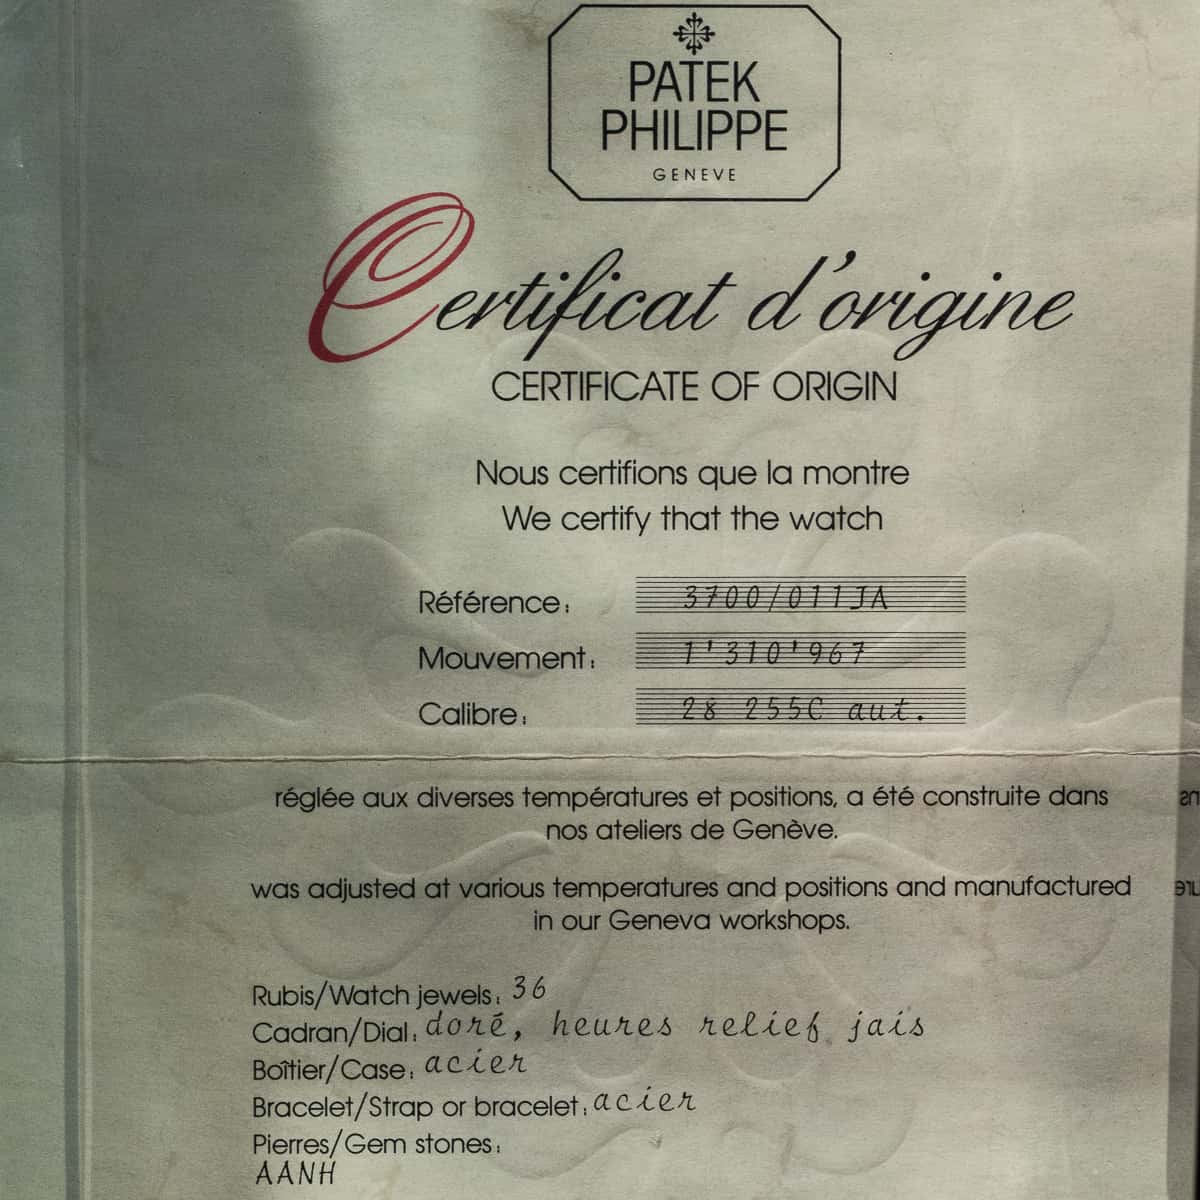 PATEK
PHILIPPE
GENEVE
Certificat d'origine
CERTIFICATE OF ORIGIN
Nous certifions que la montre
We certify that the watch
Référence: 3700/011JA
Mouvement: 1'310'967
Calibre: 28 255C aut.
réglée aux diverses températures et positions, a été construite dans
nos ateliers de Genève.
was adjusted at various temperatures and positions and manufactured
in our Geneva workshops.
Rubis/Watch jewels: 36
Cadran/Dial: doré, heures relief jais
Boîtier/Case: acier
Bracelet/Strap or bracelet: acier
Pierres/Gem stones:
AANH